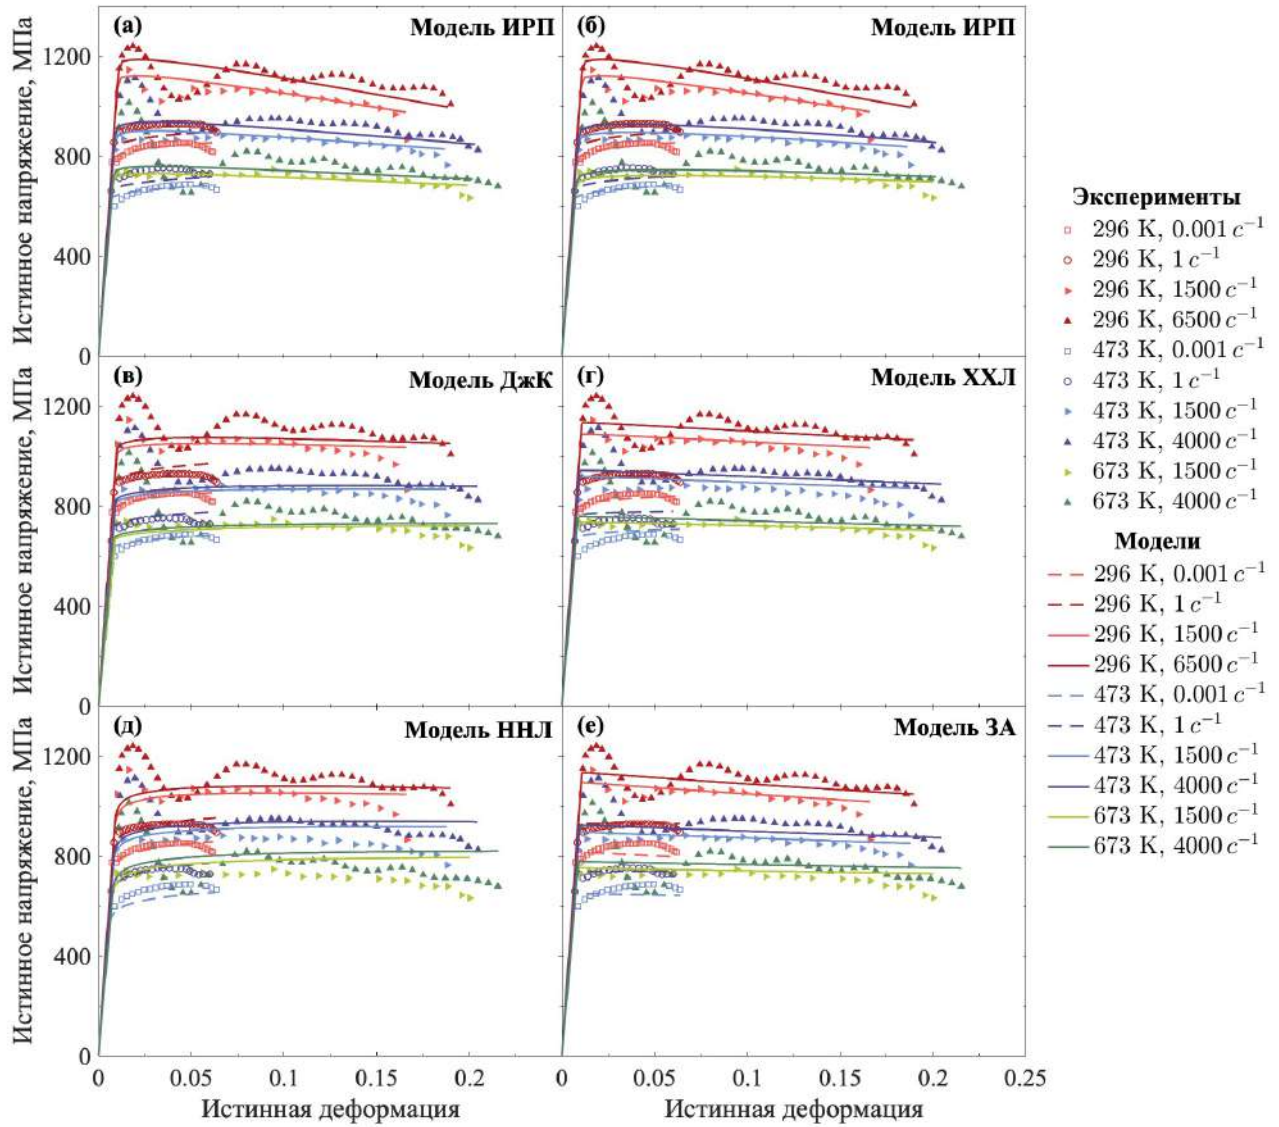 (а) Модель ИРП
(б) Модель ИРП
Истинное напряжение, МПа
1200
800
400
0
(в) Модель ДжК
(г) Модель ХХЛ
Истинное напряжение, МПа
1200
800
400
0
(д) Модель ННЛ
(е) Модель ЗА
Истинное напряжение, МПа
1200
800
400
0
0 0.05 0.1 0.15 0.2
0 0.05 0.1 0.15 0.2 0.25
Истинная деформация
Истинная деформация
Эксперименты
296 K, 0.001 c⁻¹
296 K, 1 c⁻¹
296 K, 1500 c⁻¹
296 K, 6500 c⁻¹
473 K, 0.001 c⁻¹
473 K, 1 c⁻¹
473 K, 1500 c⁻¹
473 K, 4000 c⁻¹
673 K, 1500 c⁻¹
673 K, 4000 c⁻¹
Модели
296 K, 0.001 c⁻¹
296 K, 1 c⁻¹
296 K, 1500 c⁻¹
296 K, 6500 c⁻¹
473 K, 0.001 c⁻¹
473 K, 1 c⁻¹
473 K, 1500 c⁻¹
473 K, 4000 c⁻¹
673 K, 1500 c⁻¹
673 K, 4000 c⁻¹